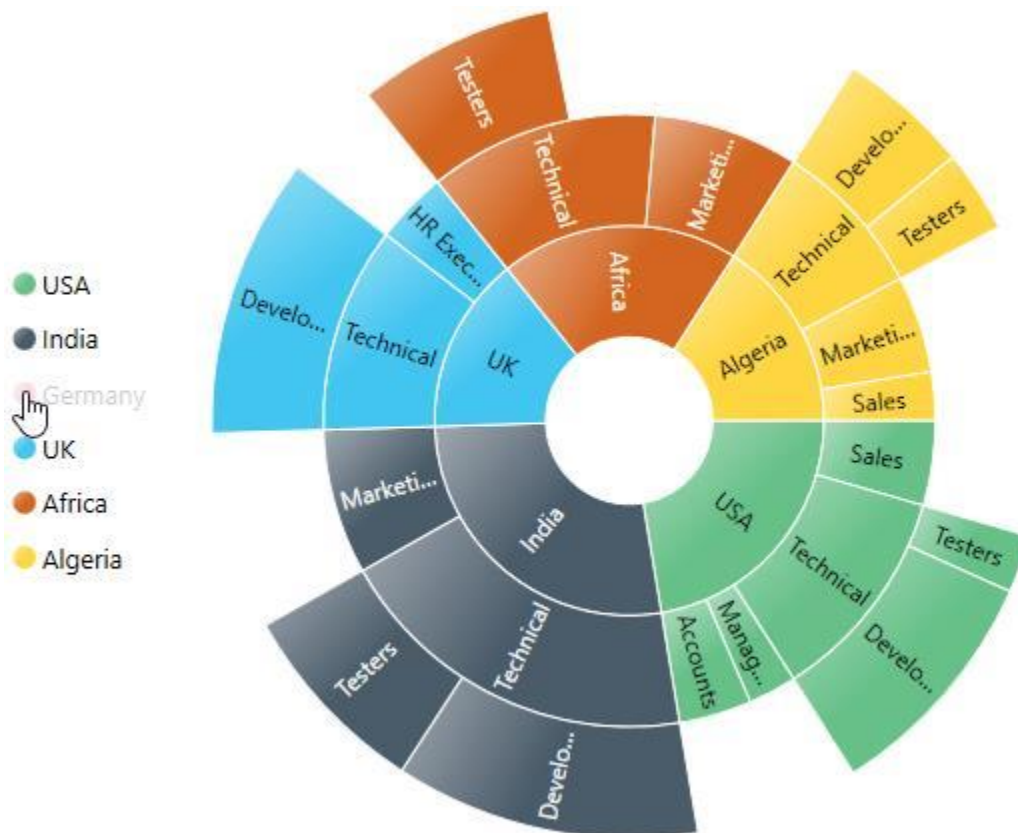 USA
India
Germany
UK
Africa
Algeria
Testers
Technical
Marketi...
Africa
Develo...
Testers
Technical
Marketi...
Sales
Algeria
HR Exec...
Develo...
Technical
UK
Marketi...
India
Technical
Testers
Develo...
Sales
USA
Technical
Testers
Develo...
Manag...
Accounts